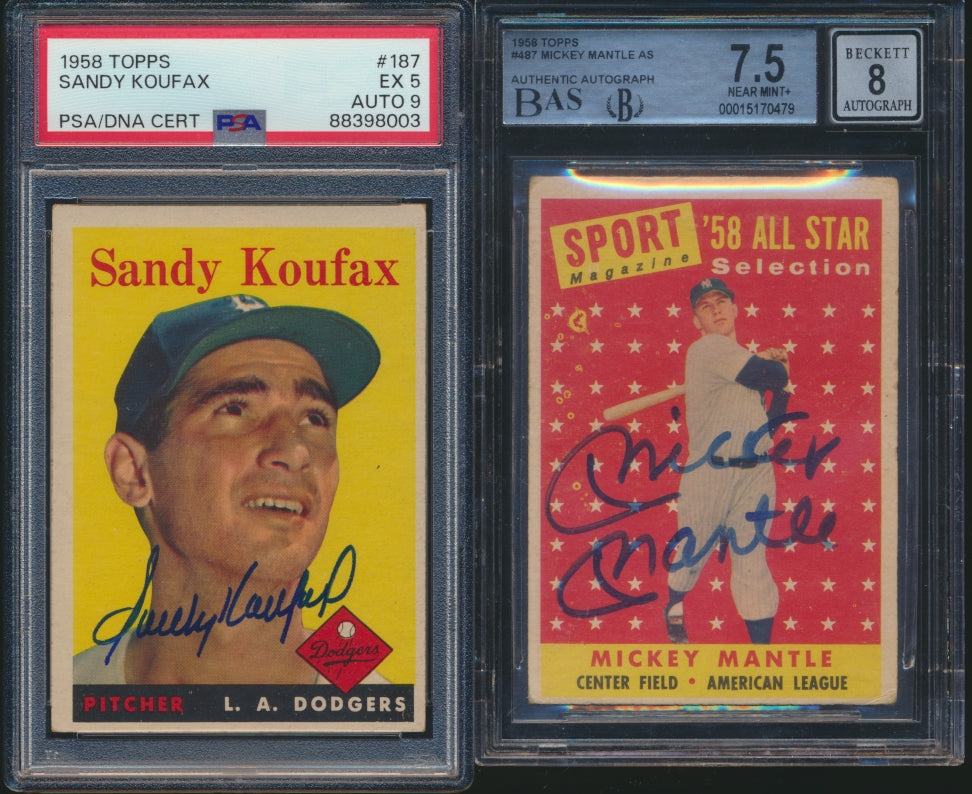 1958 TOPPS #187
SANDY KOUFAX EX 5
AUTO 9
PSA/DNA CERT PSA 88398003
Sandy Koufax
Sandy Koufax
Dodgers
PITCHER L. A. DODGERS
1958 TOPPS
#487 MICKEY MANTLE AS
AUTHENTIC AUTOGRAPH
BAS B
7.5
NEAR MINT+
00015170479
BECKETT
8
AUTOGRAPH
SPORT
Magazine
'58 ALL STAR
Selection
Mickey
Mantle
MICKEY MANTLE
CENTER FIELD • AMERICAN LEAGUE